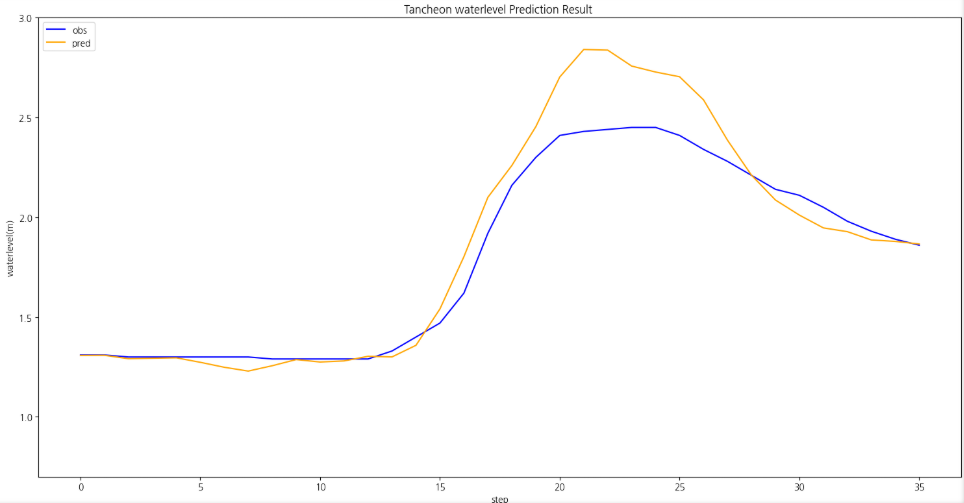 Tancheon waterlevel Prediction Result
obs
pred
3.0
2.5
2.0
1.5
1.0
waterlevel(m)
0 5 10 15 20 25 30 35
step